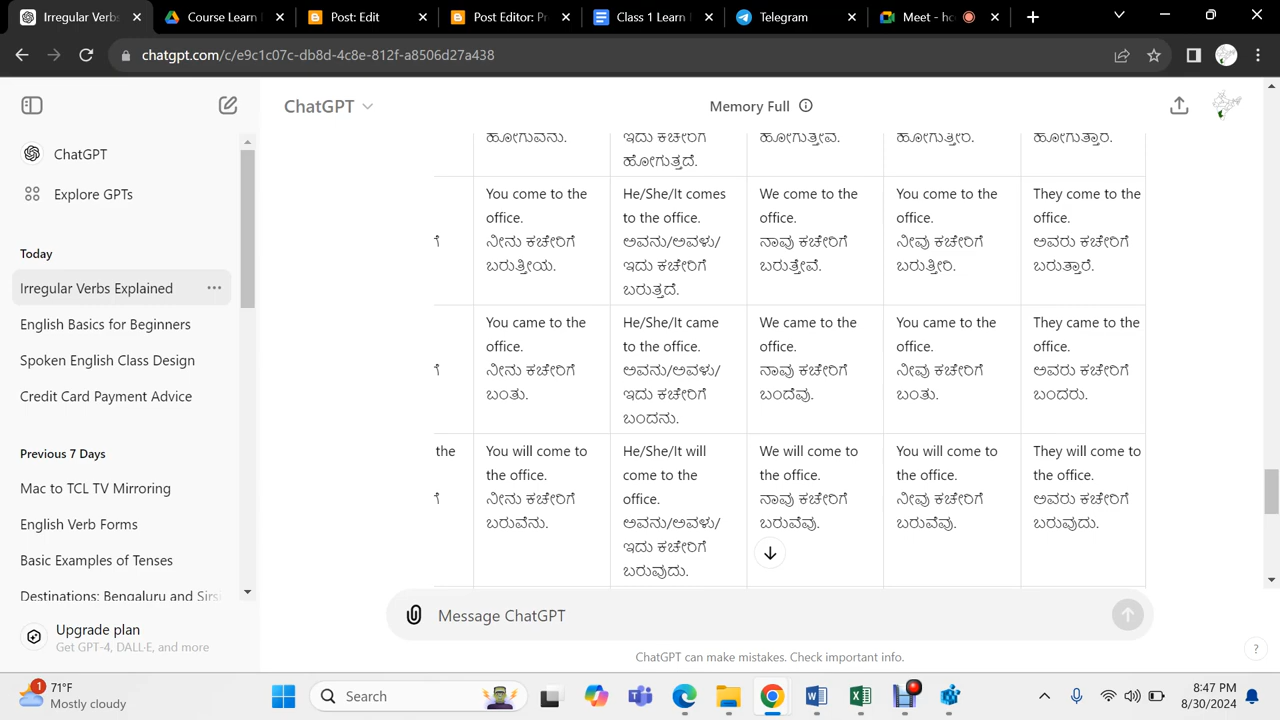 Irregular Verbs
Course Learn
Post: Edit
Post Editor: Pr
Class 1 Learn
Telegram
Meet - ho
chatgpt.com/c/e9c1c07c-db8d-4c8e-812f-a8506d27a438
ChatGPT
Memory Full
ChatGPT
Explore GPTs
Today
Irregular Verbs Explained
English Basics for Beginners
Spoken English Class Design
Credit Card Payment Advice
Previous 7 Days
Mac to TCL TV Mirroring
English Verb Forms
Basic Examples of Tenses
Destinations: Bengaluru and Sirsi
Upgrade plan
Get GPT-4, DALL·E, and more
ಹೋಗುವೆನು.
ಇದು ಕಚೇರಿಗೆ
ಹೋಗುತ್ತದೆ.
ಹೋಗುತ್ತೇವೆ.
ಹೋಗುತ್ತೀರಿ.
ಹೋಗುತ್ತಾರೆ.
ಗೆ
You come to the
office.
ನೀನು ಕಚೇರಿಗೆ
ಬರುತ್ತೀಯ.
He/She/It comes
to the office.
ಅವನು/ಅವಳು/
ಇದು ಕಚೇರಿಗೆ
ಬರುತ್ತದೆ.
We come to the
office.
ನಾವು ಕಚೇರಿಗೆ
ಬರುತ್ತೇವೆ.
You come to the
office.
ನೀವು ಕಚೇರಿಗೆ
ಬರುತ್ತೀರಿ.
They come to the
office.
ಅವರು ಕಚೇರಿಗೆ
ಬರುತ್ತಾರೆ.
ಗೆ
You came to the
office.
ನೀನು ಕಚೇರಿಗೆ
ಬಂತು.
He/She/It came
to the office.
ಅವನು/ಅವಳು/
ಇದು ಕಚೇರಿಗೆ
ಬಂದನು.
We came to the
office.
ನಾವು ಕಚೇರಿಗೆ
ಬಂದೆವು.
You came to the
office.
ನೀವು ಕಚೇರಿಗೆ
ಬಂತು.
They came to the
office.
ಅವರು ಕಚೇರಿಗೆ
ಬಂದರು.
the
ಗೆ
You will come to
the office.
ನೀನು ಕಚೇರಿಗೆ
ಬರುವೆನು.
He/She/It will
come to the
office.
ಅವನು/ಅವಳು/
ಇದು ಕಚೇರಿಗೆ
ಬರುವುದು.
We will come to
the office.
ನಾವು ಕಚೇರಿಗೆ
ಬರುವೆವು.
You will come to
the office.
ನೀವು ಕಚೇರಿಗೆ
ಬರುವೆವು.
They will come to
the office.
ಅವರು ಕಚೇರಿಗೆ
ಬರುವುದು.
Message ChatGPT
ChatGPT can make mistakes. Check important info.
?
1
71°F
Mostly cloudy
Search
8:47 PM
8/30/2024